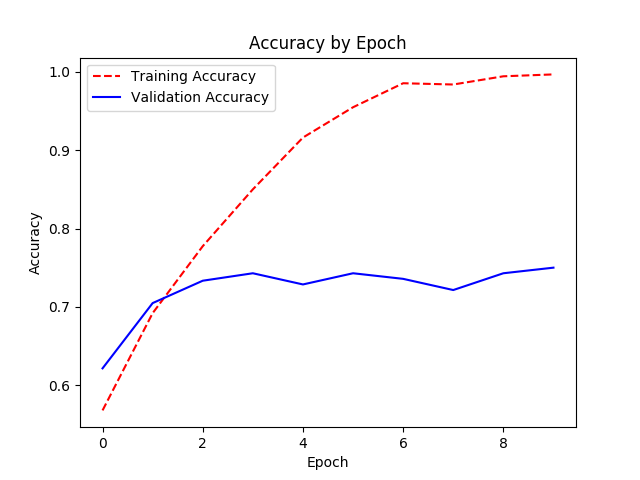 Accuracy by Epoch
Training Accuracy
Validation Accuracy
1.0
0.9
0.8
0.7
0.6
Accuracy
0 2 4 6 8
Epoch